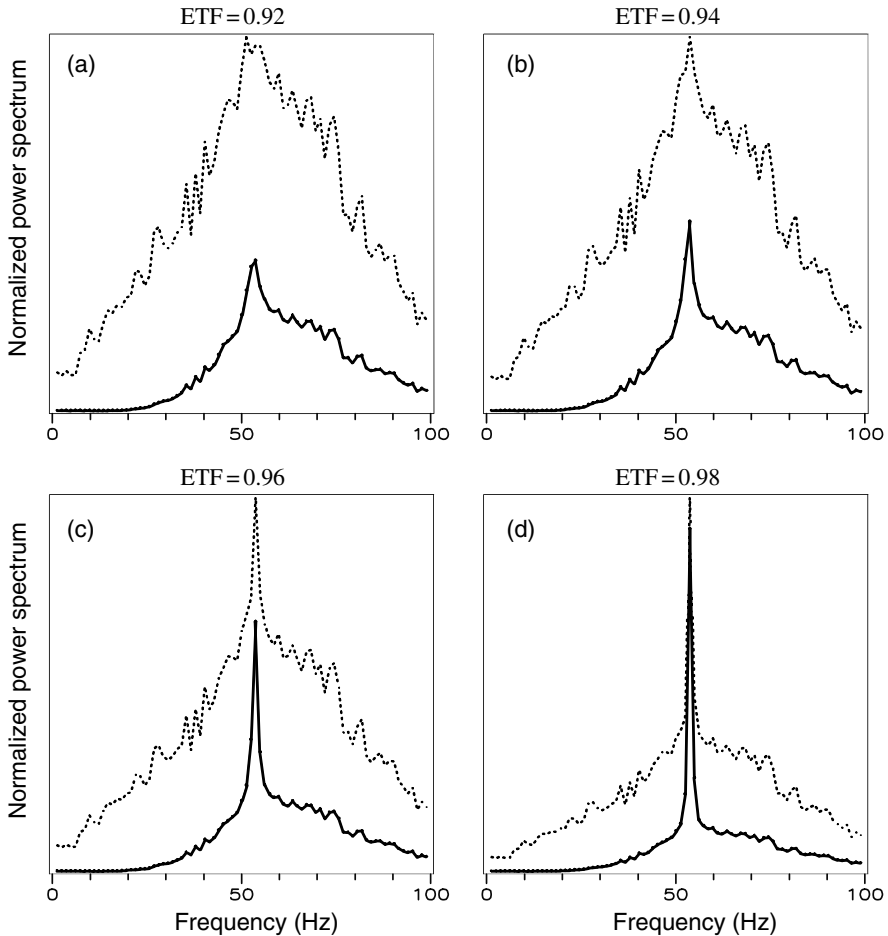 ETF=0.92
ETF=0.94
(a)
(b)
Normalized power spectrum
0 50 100
0 50 100
ETF=0.96
ETF=0.98
(c)
(d)
Normalized power spectrum
0 50 100
0 50 100
Frequency (Hz)
Frequency (Hz)